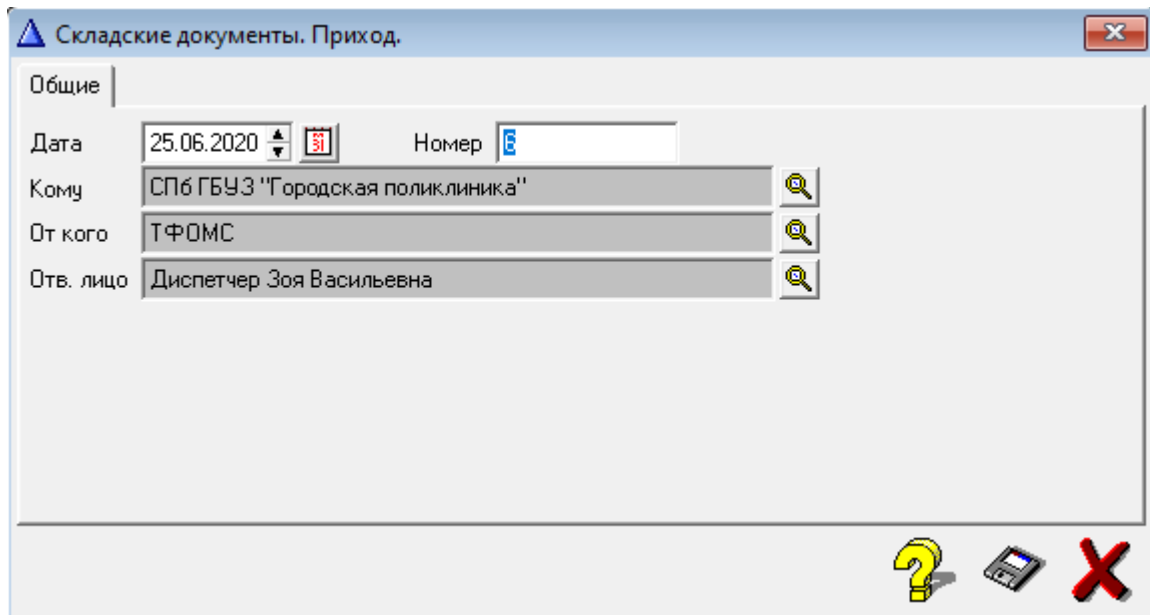 Складские документы. Приход.
Общие
Дата 25.06.2020 31 Номер 6
Кому СПб ГБУЗ "Городская поликлиника"
От кого ТФОМС
Отв. лицо Диспетчер Зоя Васильевна